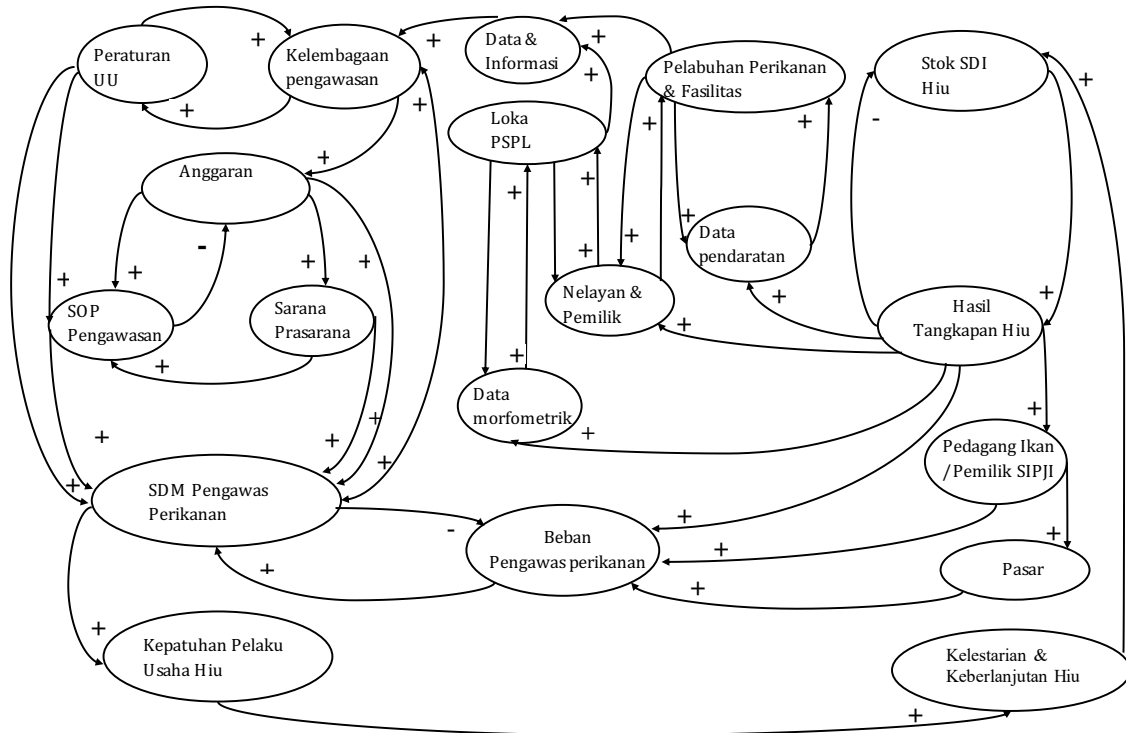 Peraturan
UU
Kelembagaan
pengawasan
Data &
Informasi
Pelabuhan Perikanan
& Fasilitas
Stok SDI
Hiu
Loka
PSPL
Anggaran
Data
pendaratan
SOP
Pengawasan
Sarana
Prasarana
Nelayan &
Pemilik
Hasil
Tangkapan Hiu
Data
morfometrik
Pedagang Ikan
/Pemilik SIPJI
SDM Pengawas
Perikanan
Beban
Pengawas perikanan
Pasar
Kepatuhan Pelaku
Usaha Hiu
Kelestarian &
Keberlanjutan Hiu